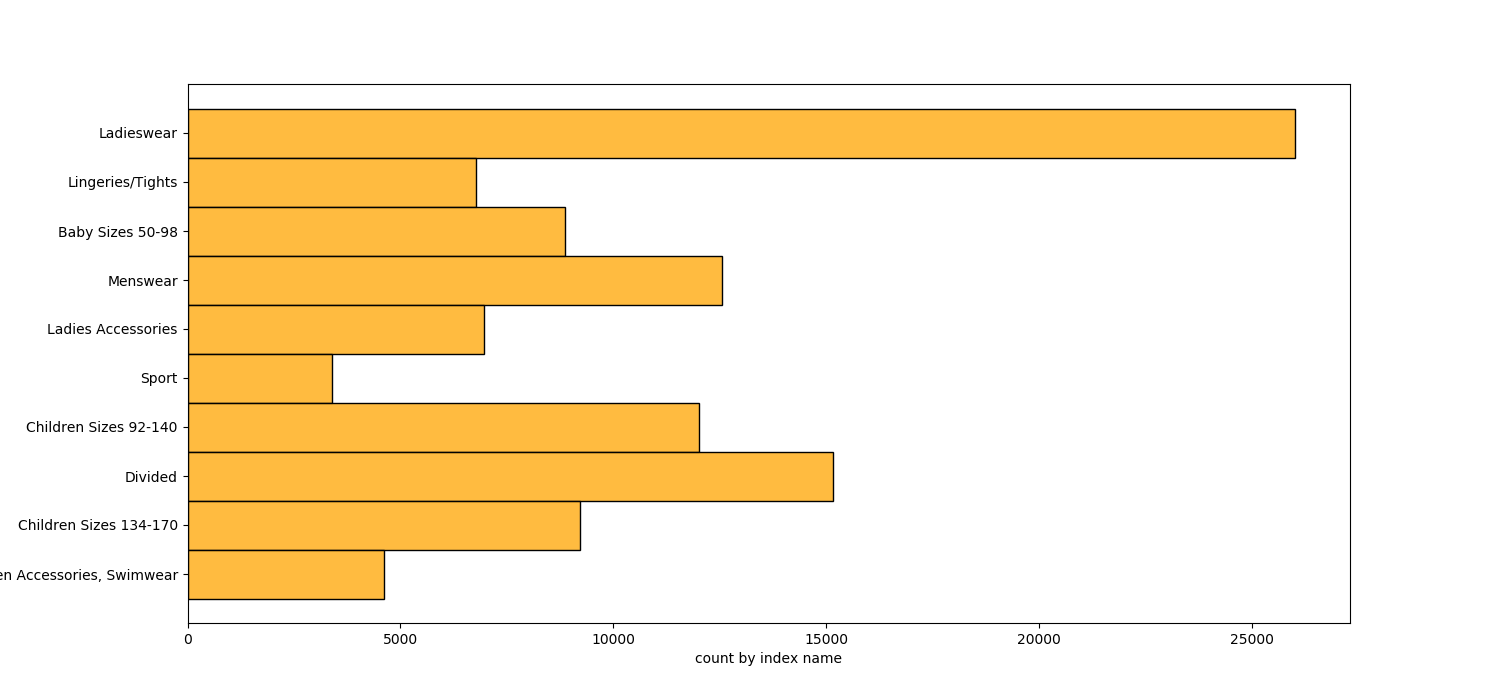 Ladieswear
Lingeries/Tights
Baby Sizes 50-98
Menswear
Ladies Accessories
Sport
Children Sizes 92-140
Divided
Children Sizes 134-170
Accessories, Swimwear
0 5000 10000 15000 20000 25000
count by index name